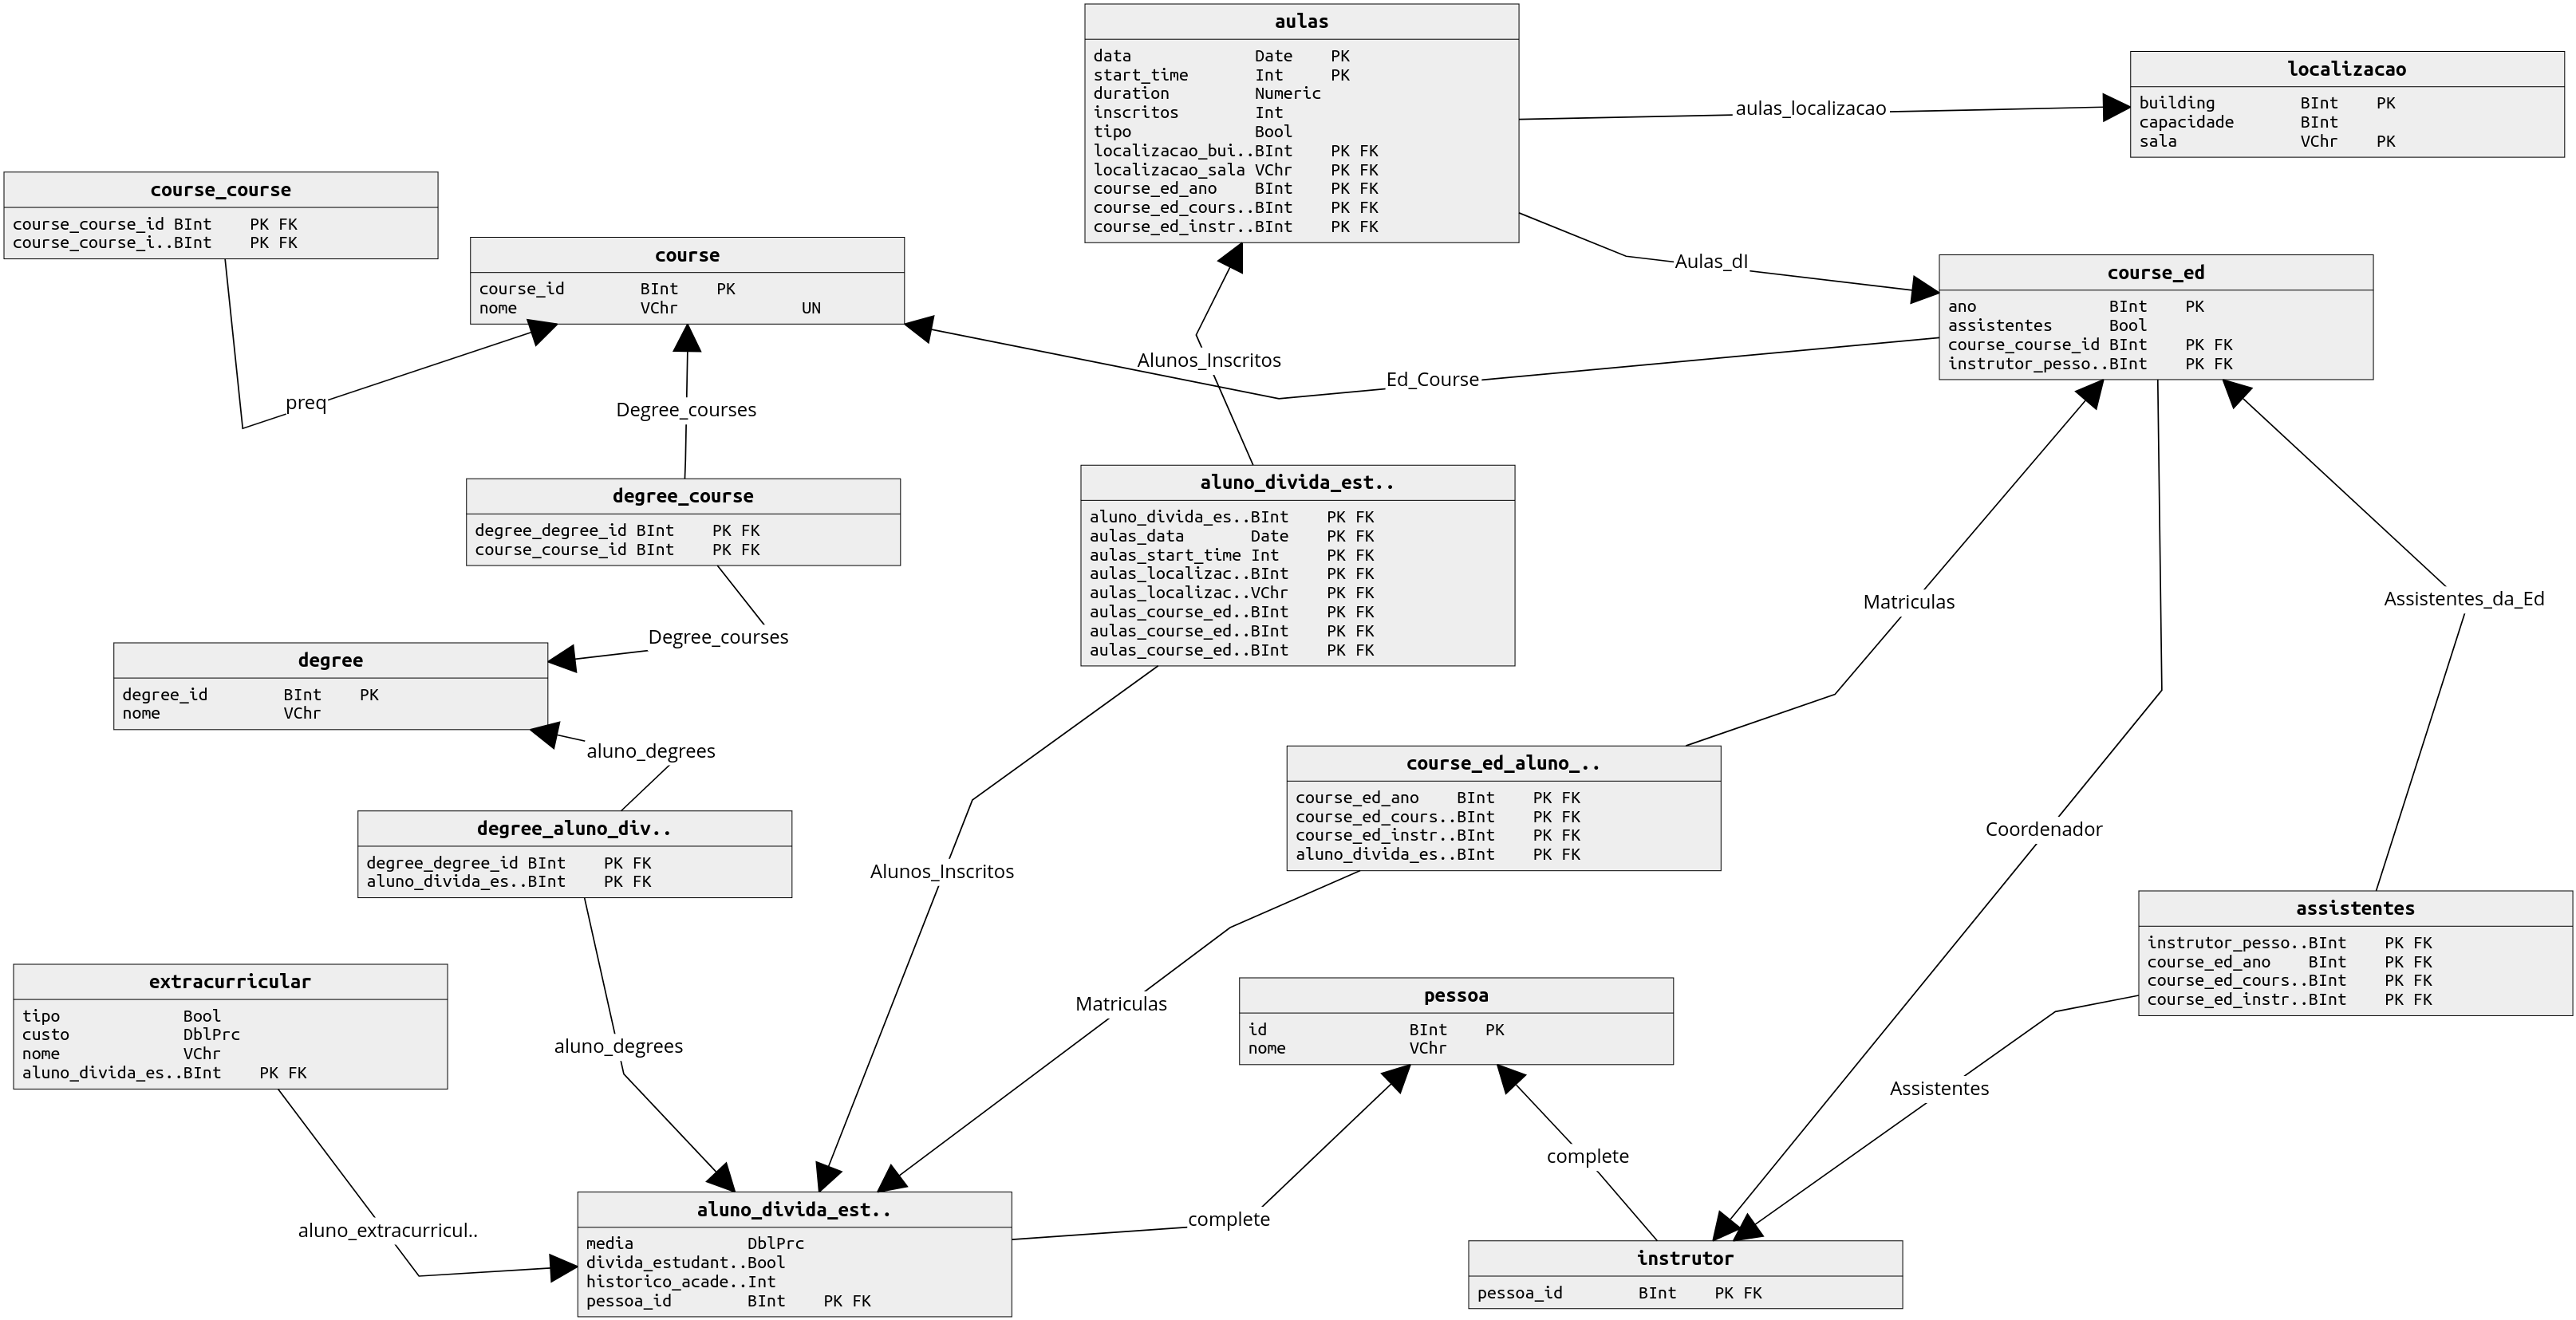 aulas
data Date PK
start_time Int PK
duration Numeric
inscritos Int
tipo Bool
localizacao_bui..BInt PK FK
localizacao_sala VChr PK FK
course_ed_ano BInt PK FK
course_ed_cours..BInt PK FK
course_ed_instr..BInt PK FK
aulas_localizacao
localizacao
building BInt PK
capacidade BInt
sala VChr PK
course_course
course_course_id BInt PK FK
course_course_i..BInt PK FK
course
course_id BInt PK
nome VChr UN
Aulas_dI
course_ed
ano BInt PK
assistentes Bool
course_course_id BInt PK FK
instrutor_pesso..BInt PK FK
Alunos_Inscritos
Ed_Course
preq
Degree_courses
degree_course
degree_degree_id BInt PK FK
course_course_id BInt PK FK
aluno_divida_est..
aluno_divida_es..BInt PK FK
aulas_data Date PK FK
aulas_start_time Int PK FK
aulas_localizac..BInt PK FK
aulas_localizac..VChr PK FK
aulas_course_ed..BInt PK FK
aulas_course_ed..BInt PK FK
aulas_course_ed..BInt PK FK
Matriculas
Assistentes_da_Ed
Degree_courses
degree
degree_id BInt PK
nome VChr
aluno_degrees
course_ed_aluno_..
course_ed_ano BInt PK FK
course_ed_cours..BInt PK FK
course_ed_instr..BInt PK FK
aluno_divida_es..BInt PK FK
degree_aluno_div..
degree_degree_id BInt PK FK
aluno_divida_es..BInt PK FK
Alunos_Inscritos
Coordenador
assistentes
instrutor_pesso..BInt PK FK
course_ed_ano BInt PK FK
course_ed_cours..BInt PK FK
course_ed_instr..BInt PK FK
extracurricular
tipo Bool
custo DblPrc
nome VChr
aluno_divida_es..BInt PK FK
aluno_degrees
Matriculas
pessoa
id BInt PK
nome VChr
Assistentes
complete
aluno_extracurricul..
complete
aluno_divida_est..
media DblPrc
divida_estudant..Bool
historico_acade..Int
pessoa_id BInt PK FK
instrutor
pessoa_id BInt PK FK